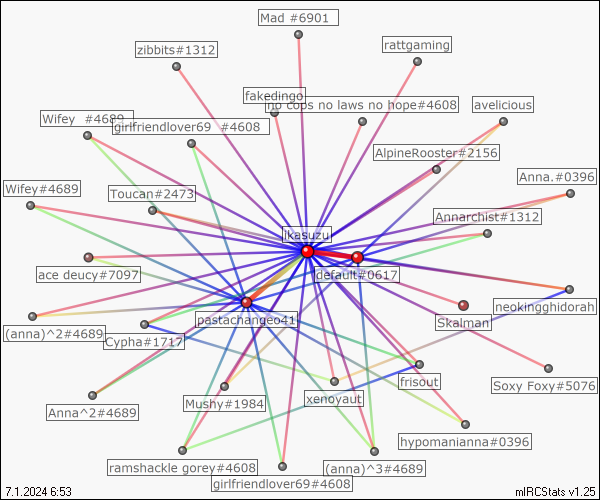 Mad #6901
zibbits#1312
rattgaming
fakedingo
no cops no laws no hope#4608
avelicious
Wifey #4689
girlfriendlover69 #4608
AlpineRooster#2156
Anna.#0396
Wifey#4689
Toucan#2473
Annarchist#1312
jkasuzu
ace deucy#7097
default#0617
neokingghidorah
pastachangeo41
Skalman
(anna)^2#4689
Cypha#1717
frisout
Soxy Foxy#5076
Anna^2#4689
Mushy#1984
xenoyaut
hypomanianna#0396
ramshackle gorey#4608
(anna)^3#4689
girlfriendlover69#4608
7.1.2024 6:53
mIRCStats v1.25